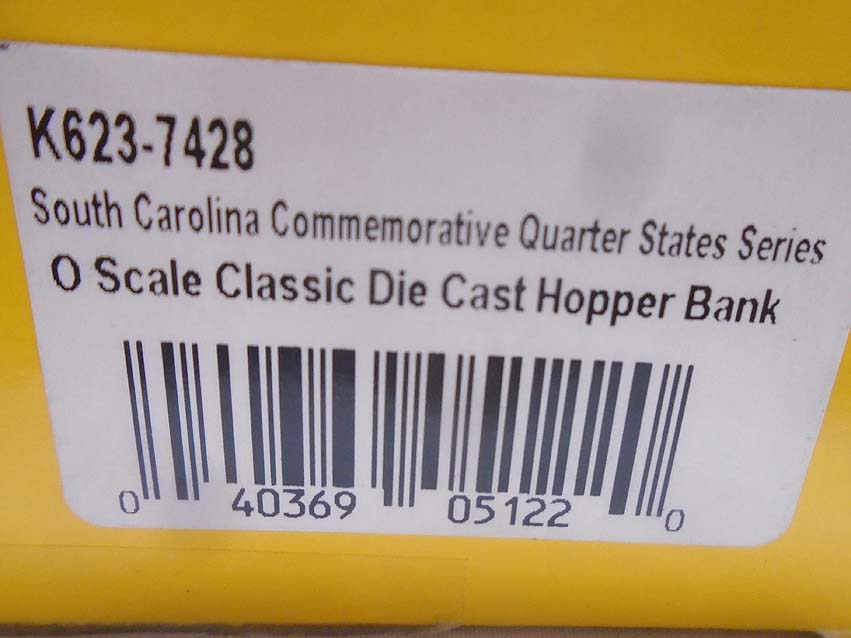 K623-7428
South Carolina Commemorative Quarter States Series
O Scale Classic Die Cast Hopper Bank
0 40369 05122 0